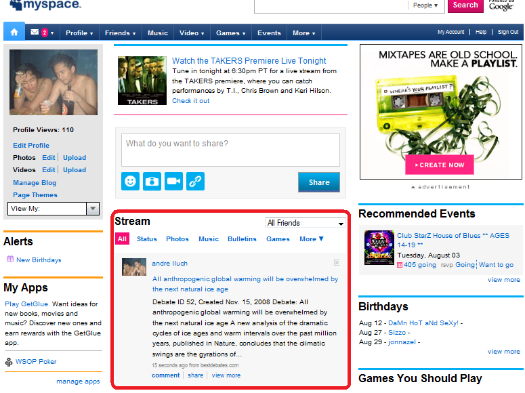 myspace.
People ▾
Search
Google
2 ▾ Profile ▾ Friends ▾ Music Video ▾ Games ▾ Events More ▾
My Account | Help | Sign Out
Watch the TAKERS Premiere Live Tonight
Tune in tonight at 6:30pm PT for a live stream from
the TAKERS premiere, where you can catch
performances by T.I., Chris Brown and Keri Hilson.
Check it out
TAKERS
MIXTAPES ARE OLD SCHOOL.
MAKE A PLAYLIST.
WHERE'S YOUR PLAYLIST?
CREATE NOW
advertisement
Profile Views: 110
Edit Profile
Photos Edit | Upload
Videos Edit | Upload
Manage Blog
Page Themes
View My:
What do you want to share?
Share
Alerts
New Birthdays
My Apps
Play GetGlue. Want ideas for
new books, movies and
music? Discover new ones and
earn rewards with the GetGlue
app.
WSOP Poker
manage apps
Stream
All Friends
All Status Photos Music Bulletins Games More ▼
andre lluch
All anthropogenic global warming will be overwhelmed by
the next natural ice age
Debate ID 52, Created Nov. 15, 2008 Debate: All
anthropogenic global warming will be overwhelmed by
the next natural ice age A new analysis of the dramatic
cycles of ice ages and warm intervals over the past million
years, published in Nature, concludes that the climatic
swings are the gyrations of...
15 seconds ago from bestdebates.com
comment | share | view more
Recommended Events
Club StarZ House of Blues ** AGES
14-19 **
Tuesday, August 03
405 going RSVP Going | Want to go
view more
Birthdays
Aug 12 - DaMn HoT aNd SeXy! -
Aug 27 - Sizzo -
Aug 29 - jonnazel -
view more
Games You Should Play